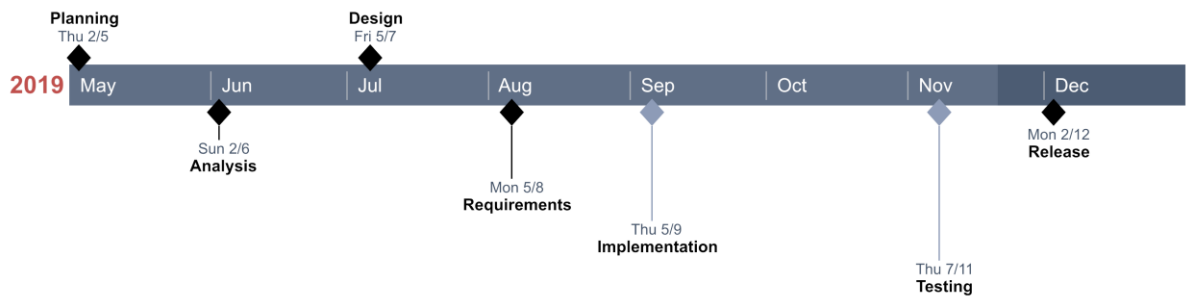 Planning
Thu 2/5
Design
Fri 5/7
2019
May
Jun
Jul
Aug
Sep
Oct
Nov
Dec
Sun 2/6
Analysis
Mon 5/8
Requirements
Thu 5/9
Implementation
Thu 7/11
Testing
Mon 2/12
Release